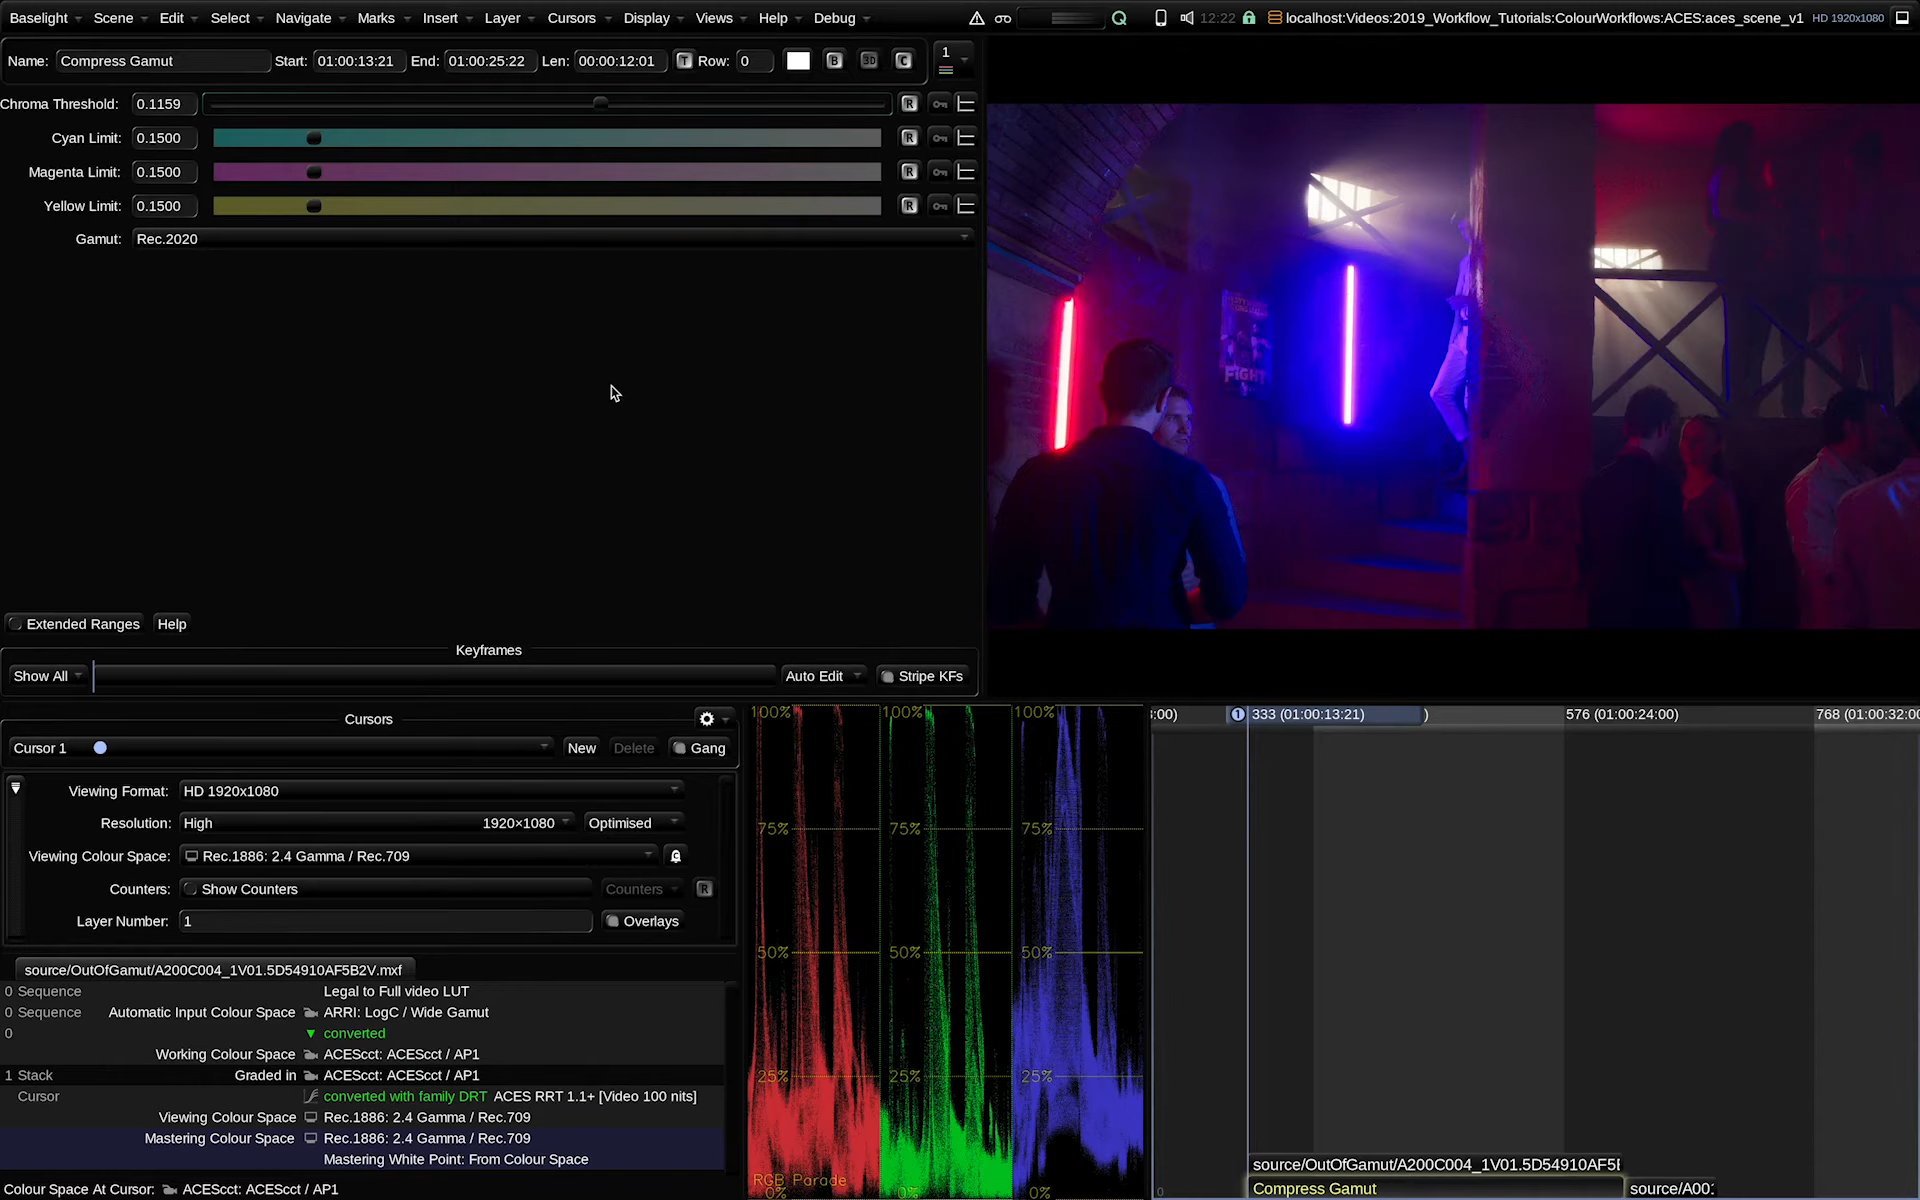 Baselight Scene Edit Select Navigate Marks Insert Layer Cursors Display Views Help Debug 12:22 localhost:Videos:2019_Workflow_Tutorials:ColourWorkflows:ACES:aces_scene_v1 HD 1920x1080
Name: Compress Gamut Start: 01:00:13:21 End: 01:00:25:22 Len: 00:00:12:01 T Row: 0 B 3D C 1
Chroma Threshold: 0.1159 R
Cyan Limit: 0.1500 R
Magenta Limit: 0.1500 R
Yellow Limit: 0.1500 R
Gamut: Rec.2020
FIGHT
Extended Ranges Help
Keyframes
Show All Auto Edit Stripe KFs
Cursors
Cursor 1 New Delete Gang
Viewing Format: HD 1920x1080
Resolution: High 1920×1080 Optimised
Viewing Colour Space: Rec.1886: 2.4 Gamma / Rec.709
Counters: Show Counters Counters R
Layer Number: 1 Overlays
source/OutOfGamut/A200C004_1V01.5D54910AF5B2V.mxf
0 Sequence Legal to Full video LUT
0 Sequence Automatic Input Colour Space ARRI: LogC / Wide Gamut
0 converted
Working Colour Space ACEScct: ACEScct / AP1
1 Stack Graded in ACEScct: ACEScct / AP1
Cursor converted with family DRT ACES RRT 1.1+ [Video 100 nits]
Viewing Colour Space Rec.1886: 2.4 Gamma / Rec.709
Mastering Colour Space Rec.1886: 2.4 Gamma / Rec.709
Mastering White Point: From Colour Space
Colour Space At Cursor: ACEScct: ACEScct / AP1
100% 100% 100%
75% 75% 75%
50% 50% 50%
25% 25% 25%
RGB Parade
0% 0% 0%
:00) 1 333 (01:00:13:21) ) 576 (01:00:24:00) 768 (01:00:32:00
source/OutOfGamut/A200C004_1V01.5D54910AF5
0 Compress Gamut source/A00